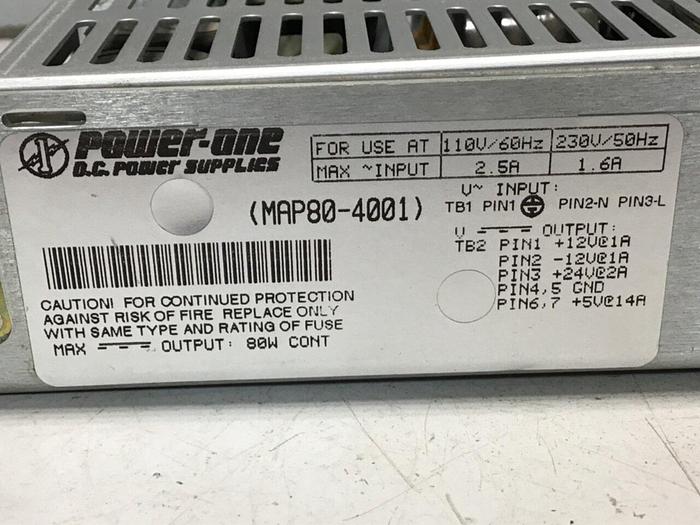 POWER-ONE
D.C. POWER SUPPLIES
FOR USE AT 110V/60Hz 230V/50Hz
MAX ~INPUT 2.5A 1.6A
(MAP80-4001)
V~ INPUT:
TB1 PIN1 PIN2-N PIN3-L
V OUTPUT:
TB2 PIN1 +12V@1A
PIN2 -12V@1A
PIN3 +24V@2A
PIN4,5 GND
PIN6,7 +5V@14A
CAUTION! FOR CONTINUED PROTECTION
AGAINST RISK OF FIRE REPLACE ONLY
WITH SAME TYPE AND RATING OF FUSE
MAX OUTPUT: 80W CONT